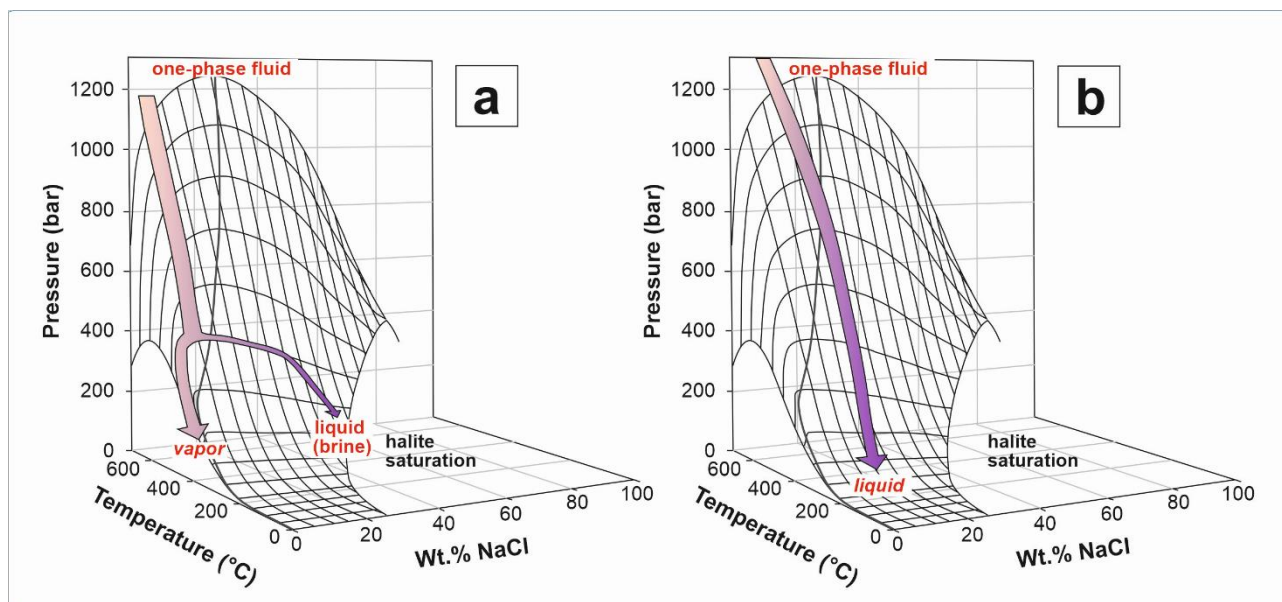 a
one-phase fluid
1200
1000
800
600
400
200
0
Pressure (bar)
600
400
200
0
Temperature (°C)
0
20
40
60
80
100
Wt.% NaCl
vapor
liquid
(brine)
halite
saturation
b
one-phase fluid
1200
1000
800
600
400
200
0
Pressure (bar)
600
400
200
0
Temperature (°C)
0
20
40
60
80
100
Wt.% NaCl
liquid
halite
saturation